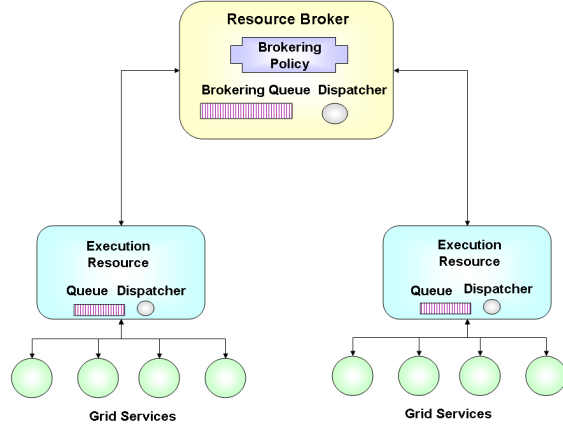 Resource Broker
Brokering
Policy
Brokering Queue Dispatcher
Execution
Resource
Queue Dispatcher
Execution
Resource
Queue Dispatcher
Grid Services
Grid Services